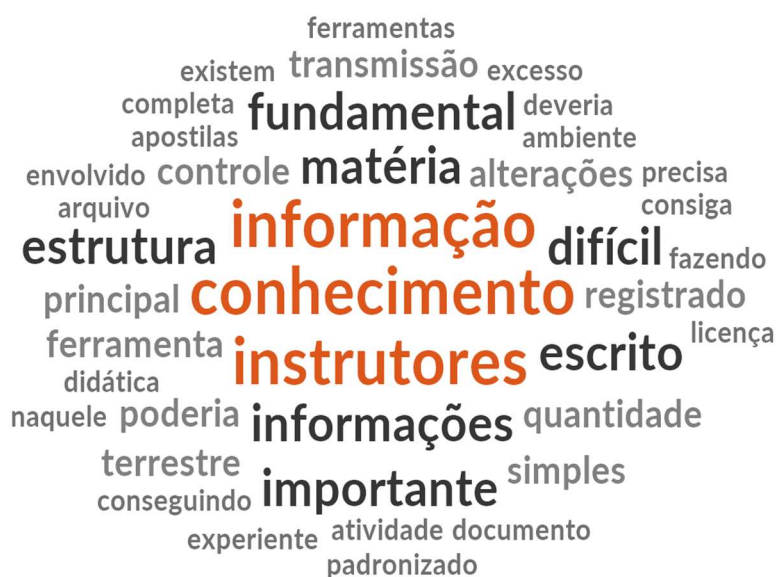 ferramentas
existem transmissão excesso
completa fundamental deveria
apostilas ambiente
envolvido controle matéria alterações precisa
arquivo consiga
informação
estrutura difícil fazendo
principal conhecimento registrado
licença
ferramenta instrutores escrito
didática
naquele poderia informações quantidade
terrestre simples
conseguindo importante
experiente atividade documento
padronizado